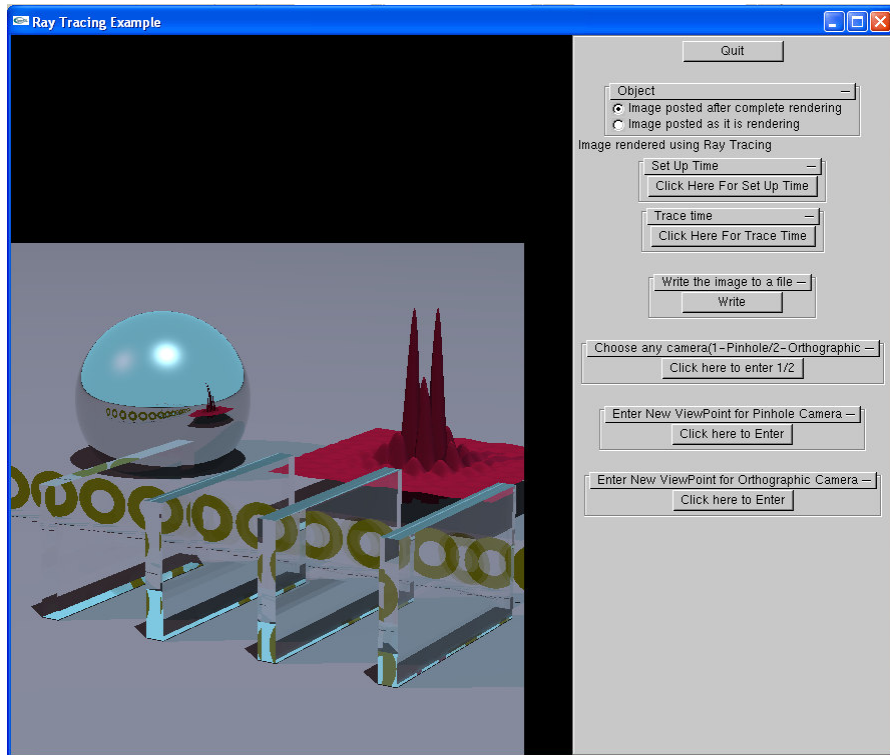 Ray Tracing Example
Quit
Object
Image posted after complete rendering
Image posted as it is rendering
Image rendered using Ray Tracing
Set Up Time
Click Here For Set Up Time
Trace time
Click Here For Trace Time
Write the image to a file
Write
Choose any camera(1-Pinhole/2-Orthographic
Click here to enter 1/2
Enter New ViewPoint for Pinhole Camera
Click here to Enter
Enter New ViewPoint for Orthographic Camera
Click here to Enter